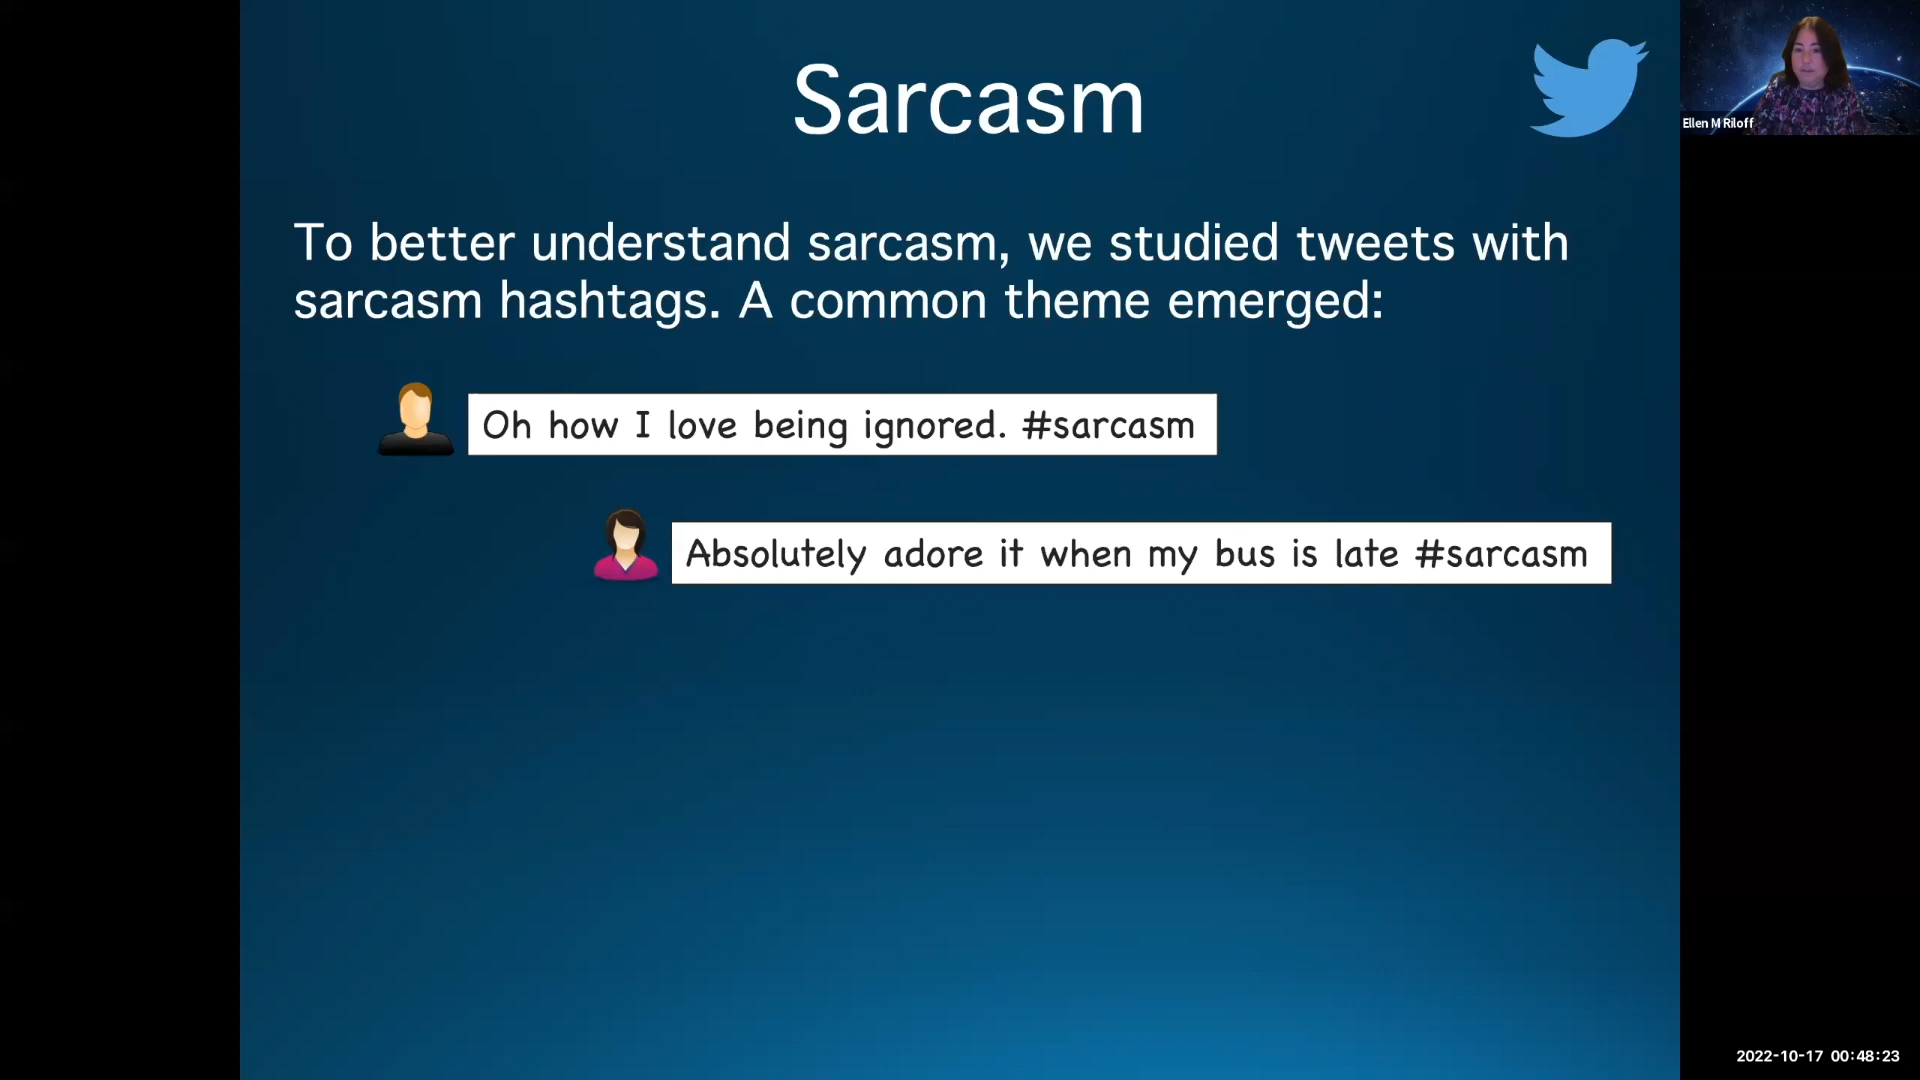 Sarcasm
Ellen M Riloff
To better understand sarcasm, we studied tweets with
sarcasm hashtags. A common theme emerged:
Oh how I love being ignored. #sarcasm
Absolutely adore it when my bus is late #sarcasm
2022-10-17 00:48:23